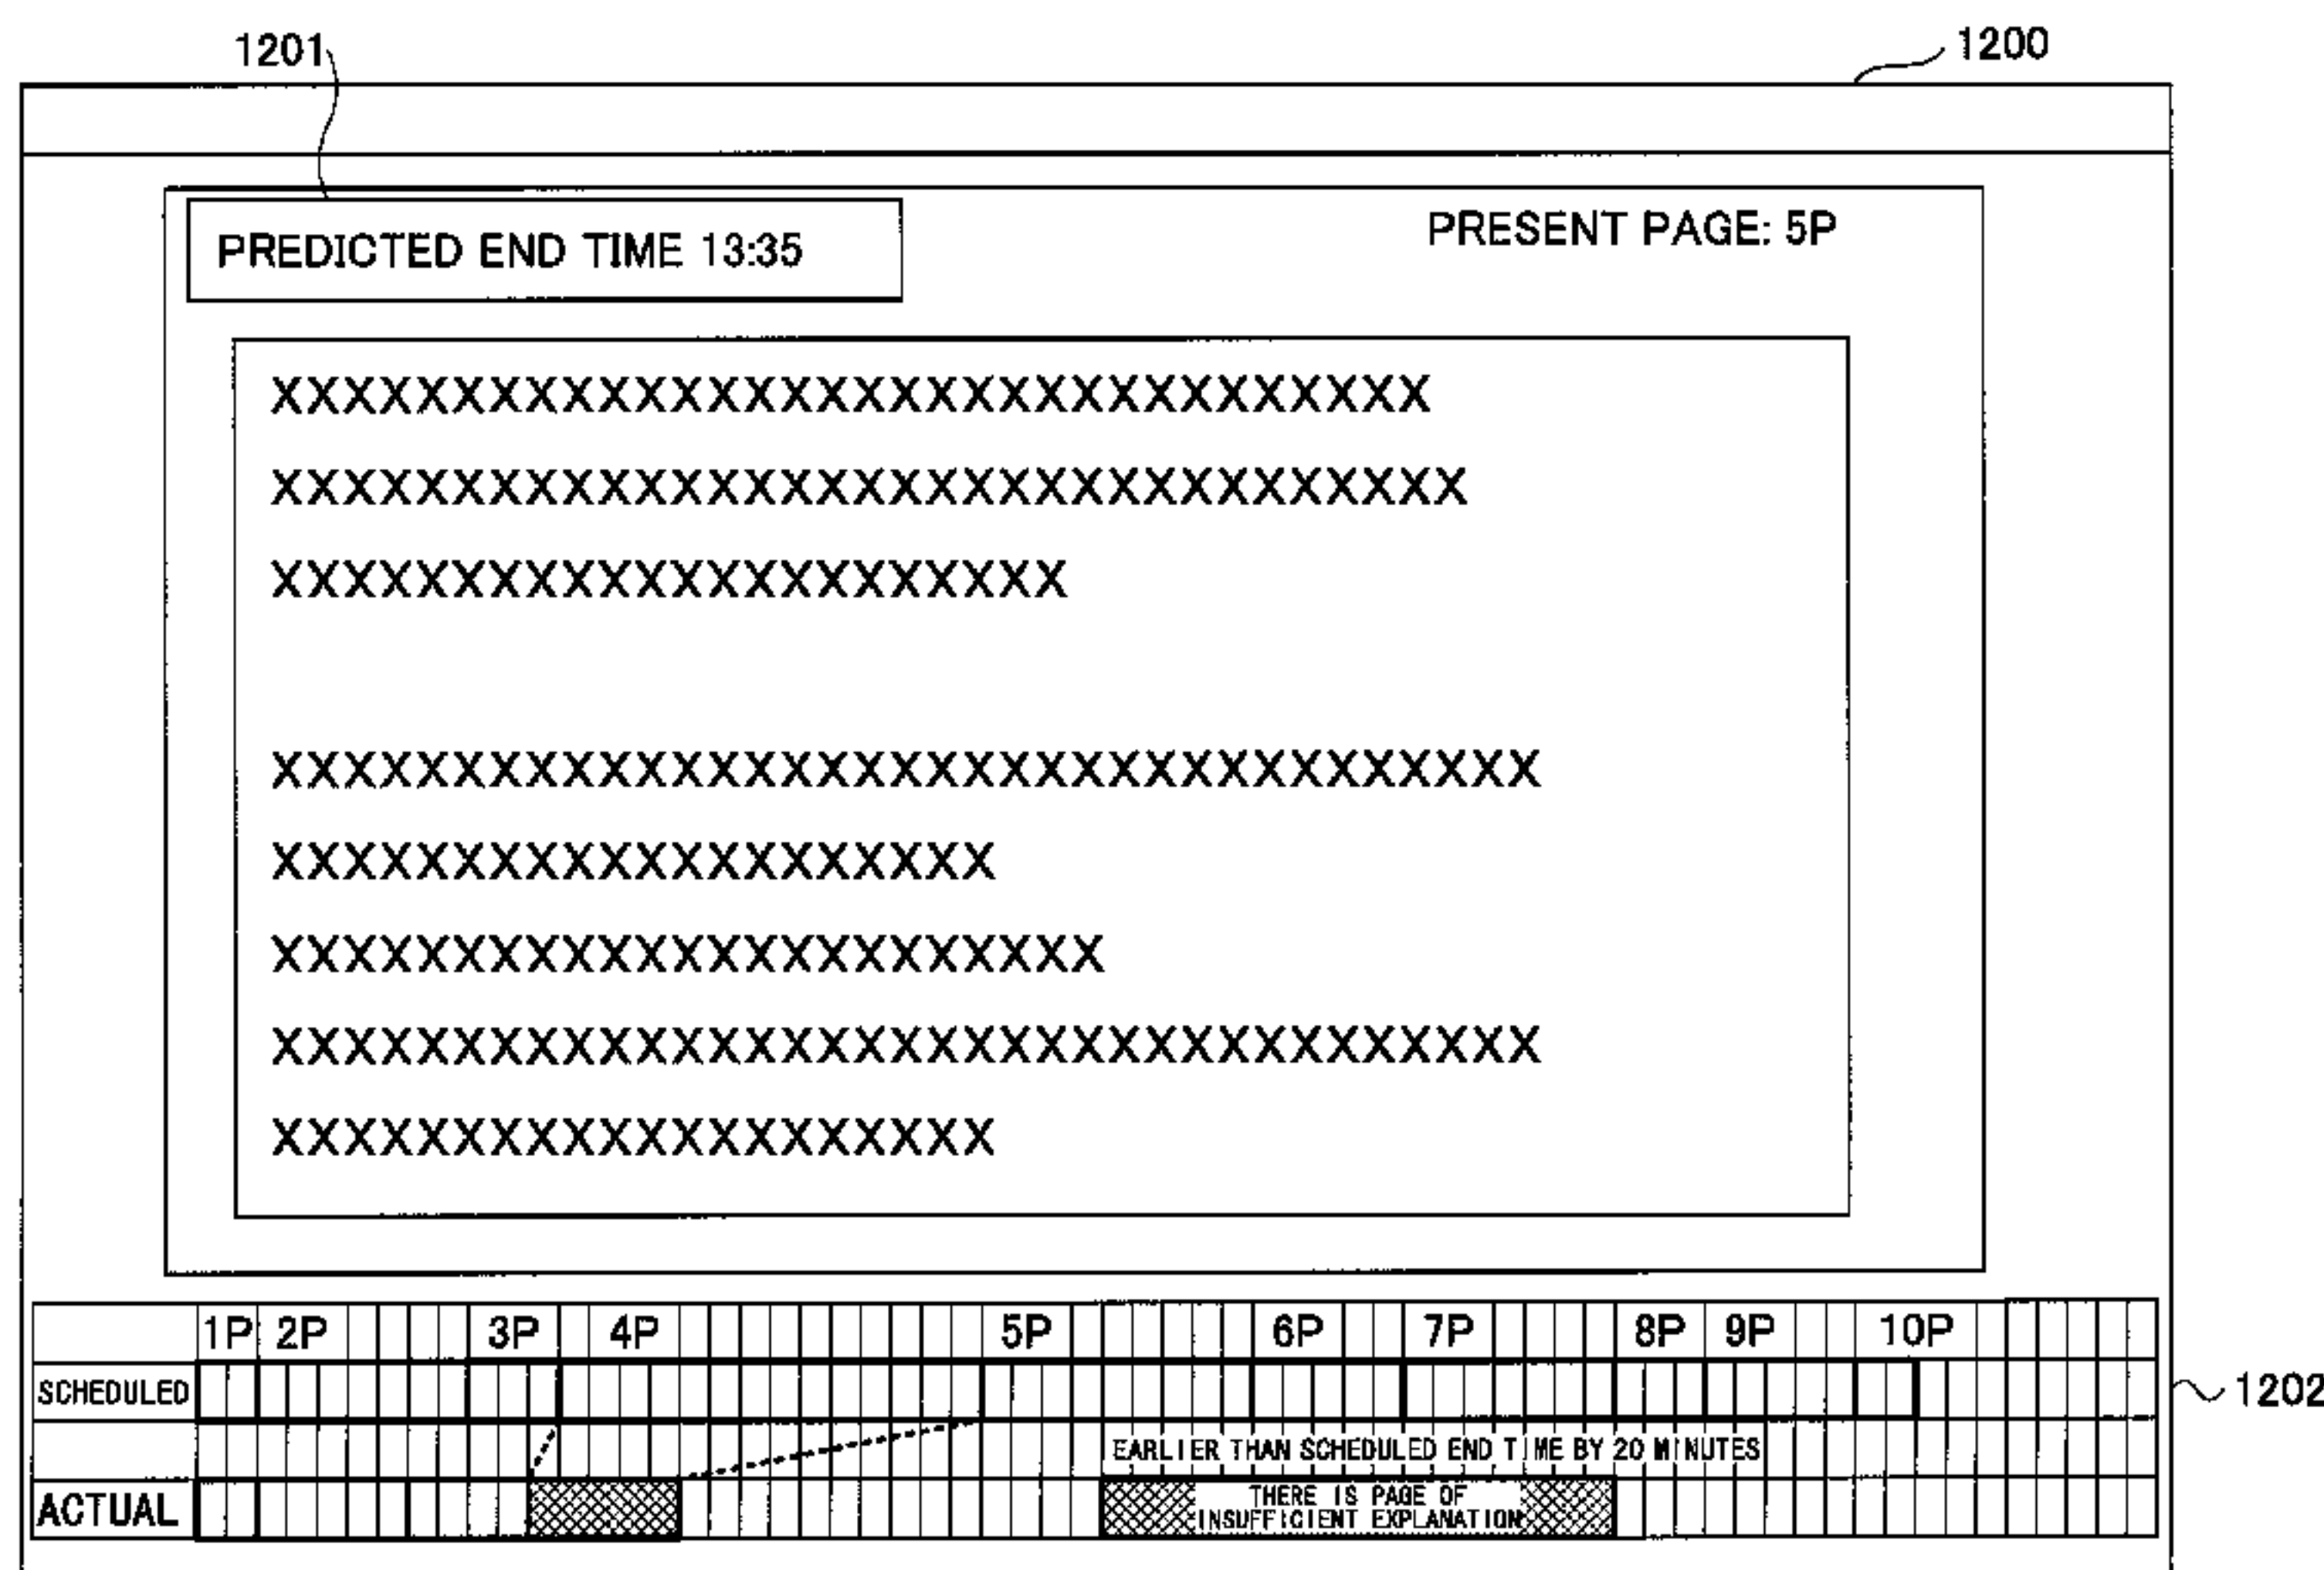 1201
1200
PREDICTED END TIME 13:35
PRESENT PAGE: 5P
XXXXXXXXXXXXXXXXXXXXXXXXXXXXXXXX
XXXXXXXXXXXXXXXXXXXXXXXXXXXXXXXXX
XXXXXXXXXXXXXXXXXXXXXX
XXXXXXXXXXXXXXXXXXXXXXXXXXXXXXXXXXX
XXXXXXXXXXXXXXXXXXXX
XXXXXXXXXXXXXXXXXXXXXXX
XXXXXXXXXXXXXXXXXXXXXXXXXXXXXXXXXXX
XXXXXXXXXXXXXXXXXXXX
1P 2P 3P 4P 5P 6P 7P 8P 9P 10P
SCHEDULED
1202
EARLIER THAN SCHEDULED END TIME BY 20 MINUTES
ACTUAL
THERE IS PAGE OF
INSUFFICIENT EXPLANATION